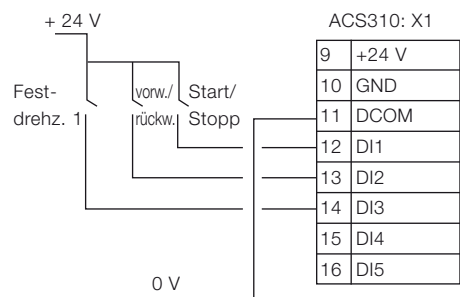 + 24 V
ACS310: X1
9 +24 V
10 GND
11 DCOM
12 DI1
13 DI2
14 DI3
15 DI4
16 DI5
Fest-
drehz. 1
vorw./
rückw.
Start/
Stopp
0 V